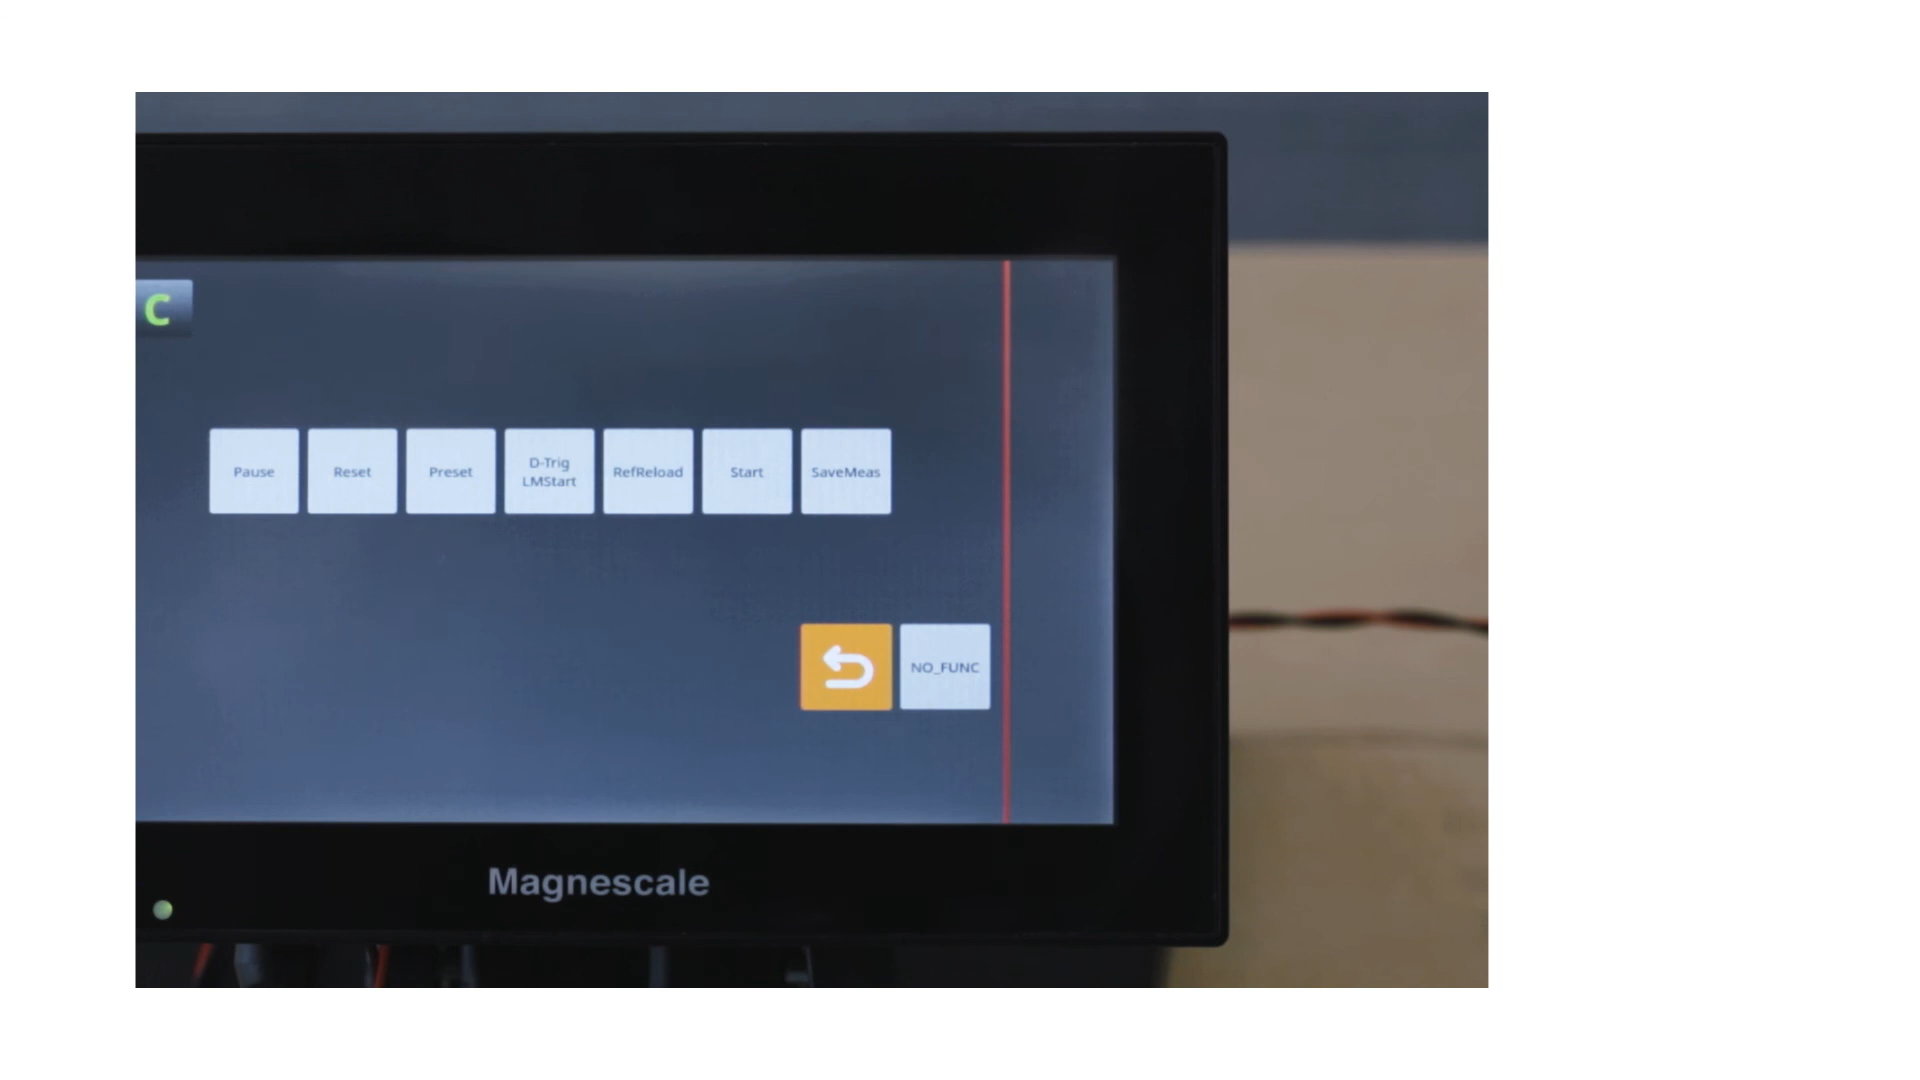 C
Pause
Reset
Preset
D-Trig
LMStart
RefReload
Start
SaveMeas
NO_FUNC
Magnescale